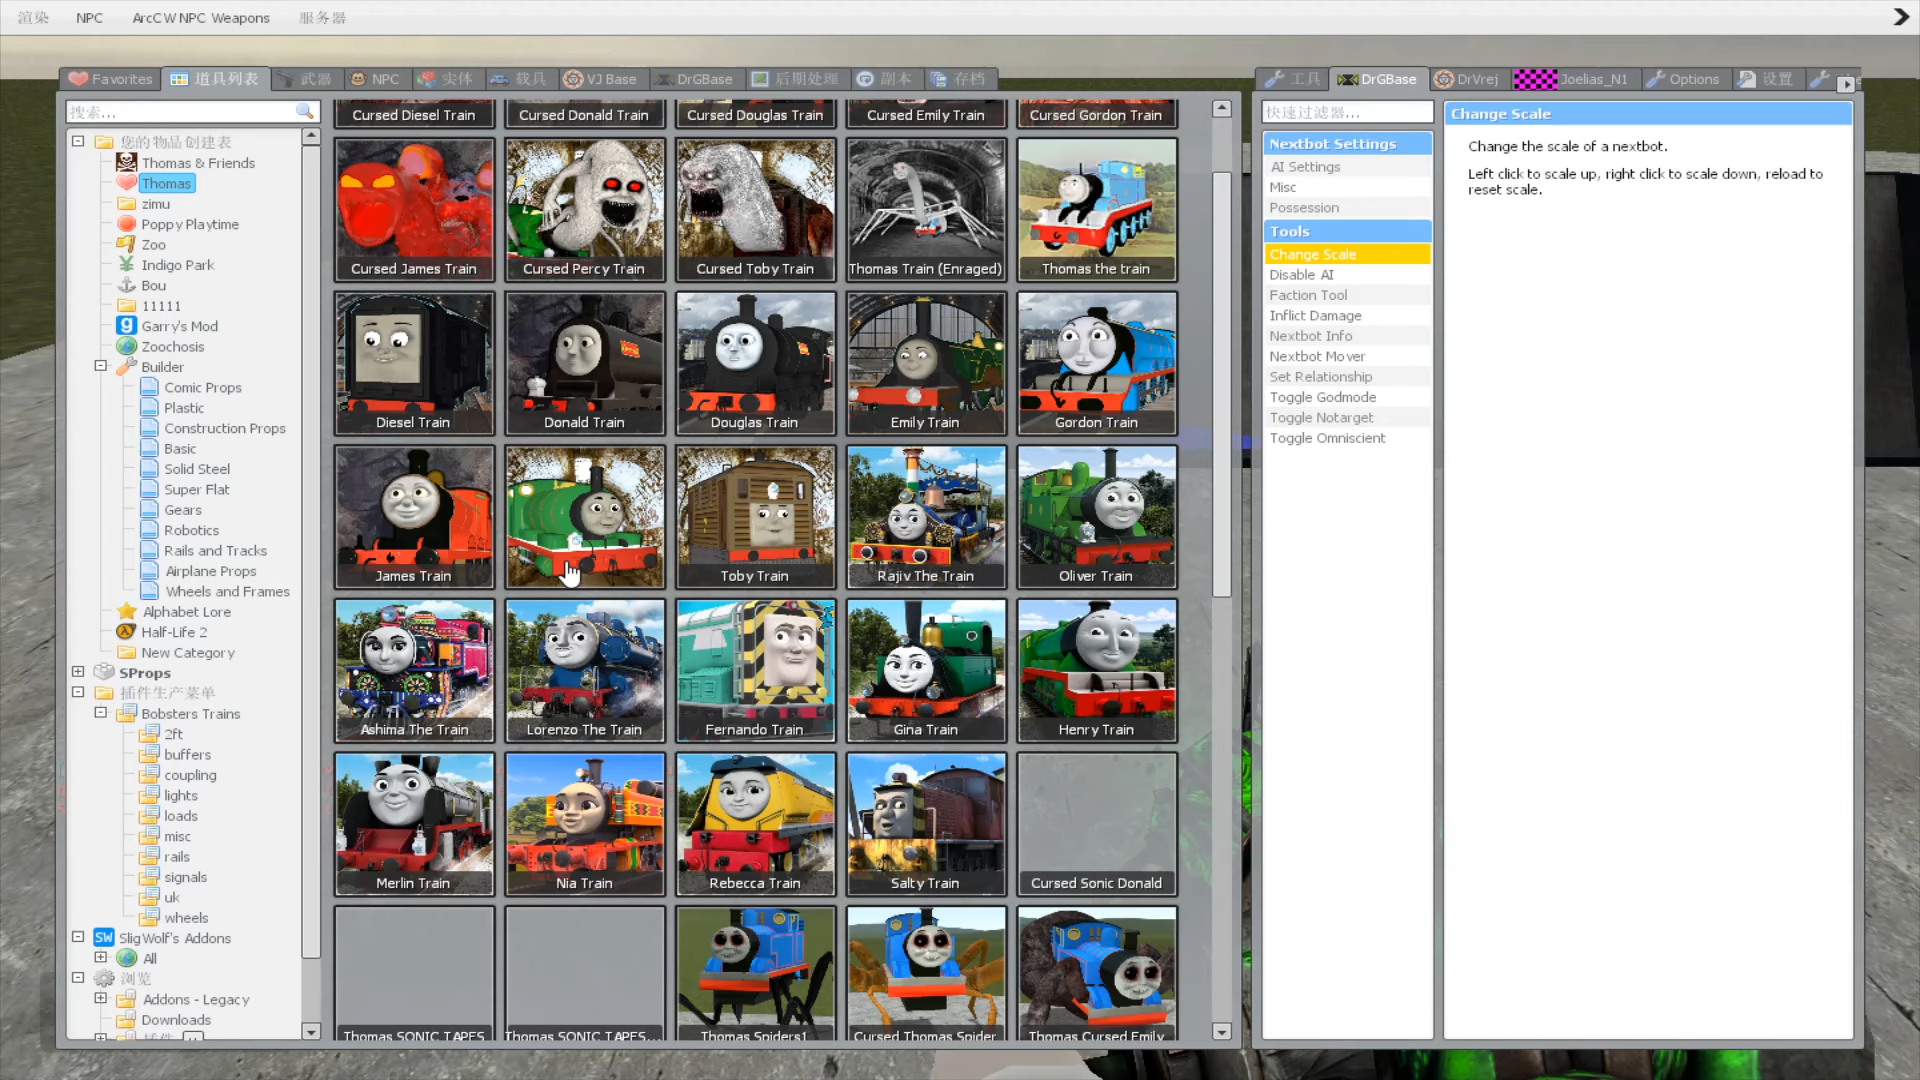 渲染 NPC ArcCW NPC Weapons 服务器
Favorites 道具列表 武器 NPC 实体 载具 VJ Base DrGBase 后期处理 副本 存档
工具 DrGBase DrVrej Joelias_N1 Options 设置
搜索...
您的物品创建表
Thomas & Friends
Thomas
zimu
Poppy Playtime
Zoo
Indigo Park
Bou
11111
Garry's Mod
Zoochosis
Builder
Comic Props
Plastic
Construction Props
Basic
Solid Steel
Super Flat
Gears
Robotics
Rails and Tracks
Airplane Props
Wheels and Frames
Alphabet Lore
Half-Life 2
New Category
SProps
插件生产菜单
Bobsters Trains
2ft
buffers
coupling
lights
loads
misc
rails
signals
uk
wheels
SligWolf's Addons
All
浏览
Addons - Legacy
Downloads
Cursed Diesel Train Cursed Donald Train Cursed Douglas Train Cursed Emily Train Cursed Gordon Train
Cursed James Train Cursed Percy Train Cursed Toby Train Thomas Train (Enraged) Thomas the train
Diesel Train Donald Train Douglas Train Emily Train Gordon Train
James Train Toby Train Rajiv The Train Oliver Train
Ashima The Train Lorenzo The Train Fernando Train Gina Train Henry Train
Merlin Train Nia Train Rebecca Train Salty Train Cursed Sonic Donald
Thomas SONIC TAPES Thomas SONIC TAPES... Thomas Spiders1 Cursed Thomas Spider Thomas Cursed Emily
快速过滤器...
Nextbot Settings
AI Settings
Misc
Possession
Tools
Change Scale
Disable AI
Faction Tool
Inflict Damage
Nextbot Info
Nextbot Mover
Set Relationship
Toggle Godmode
Toggle Notarget
Toggle Omniscient
Change Scale
Change the scale of a nextbot.
Left click to scale up, right click to scale down, reload to
reset scale.